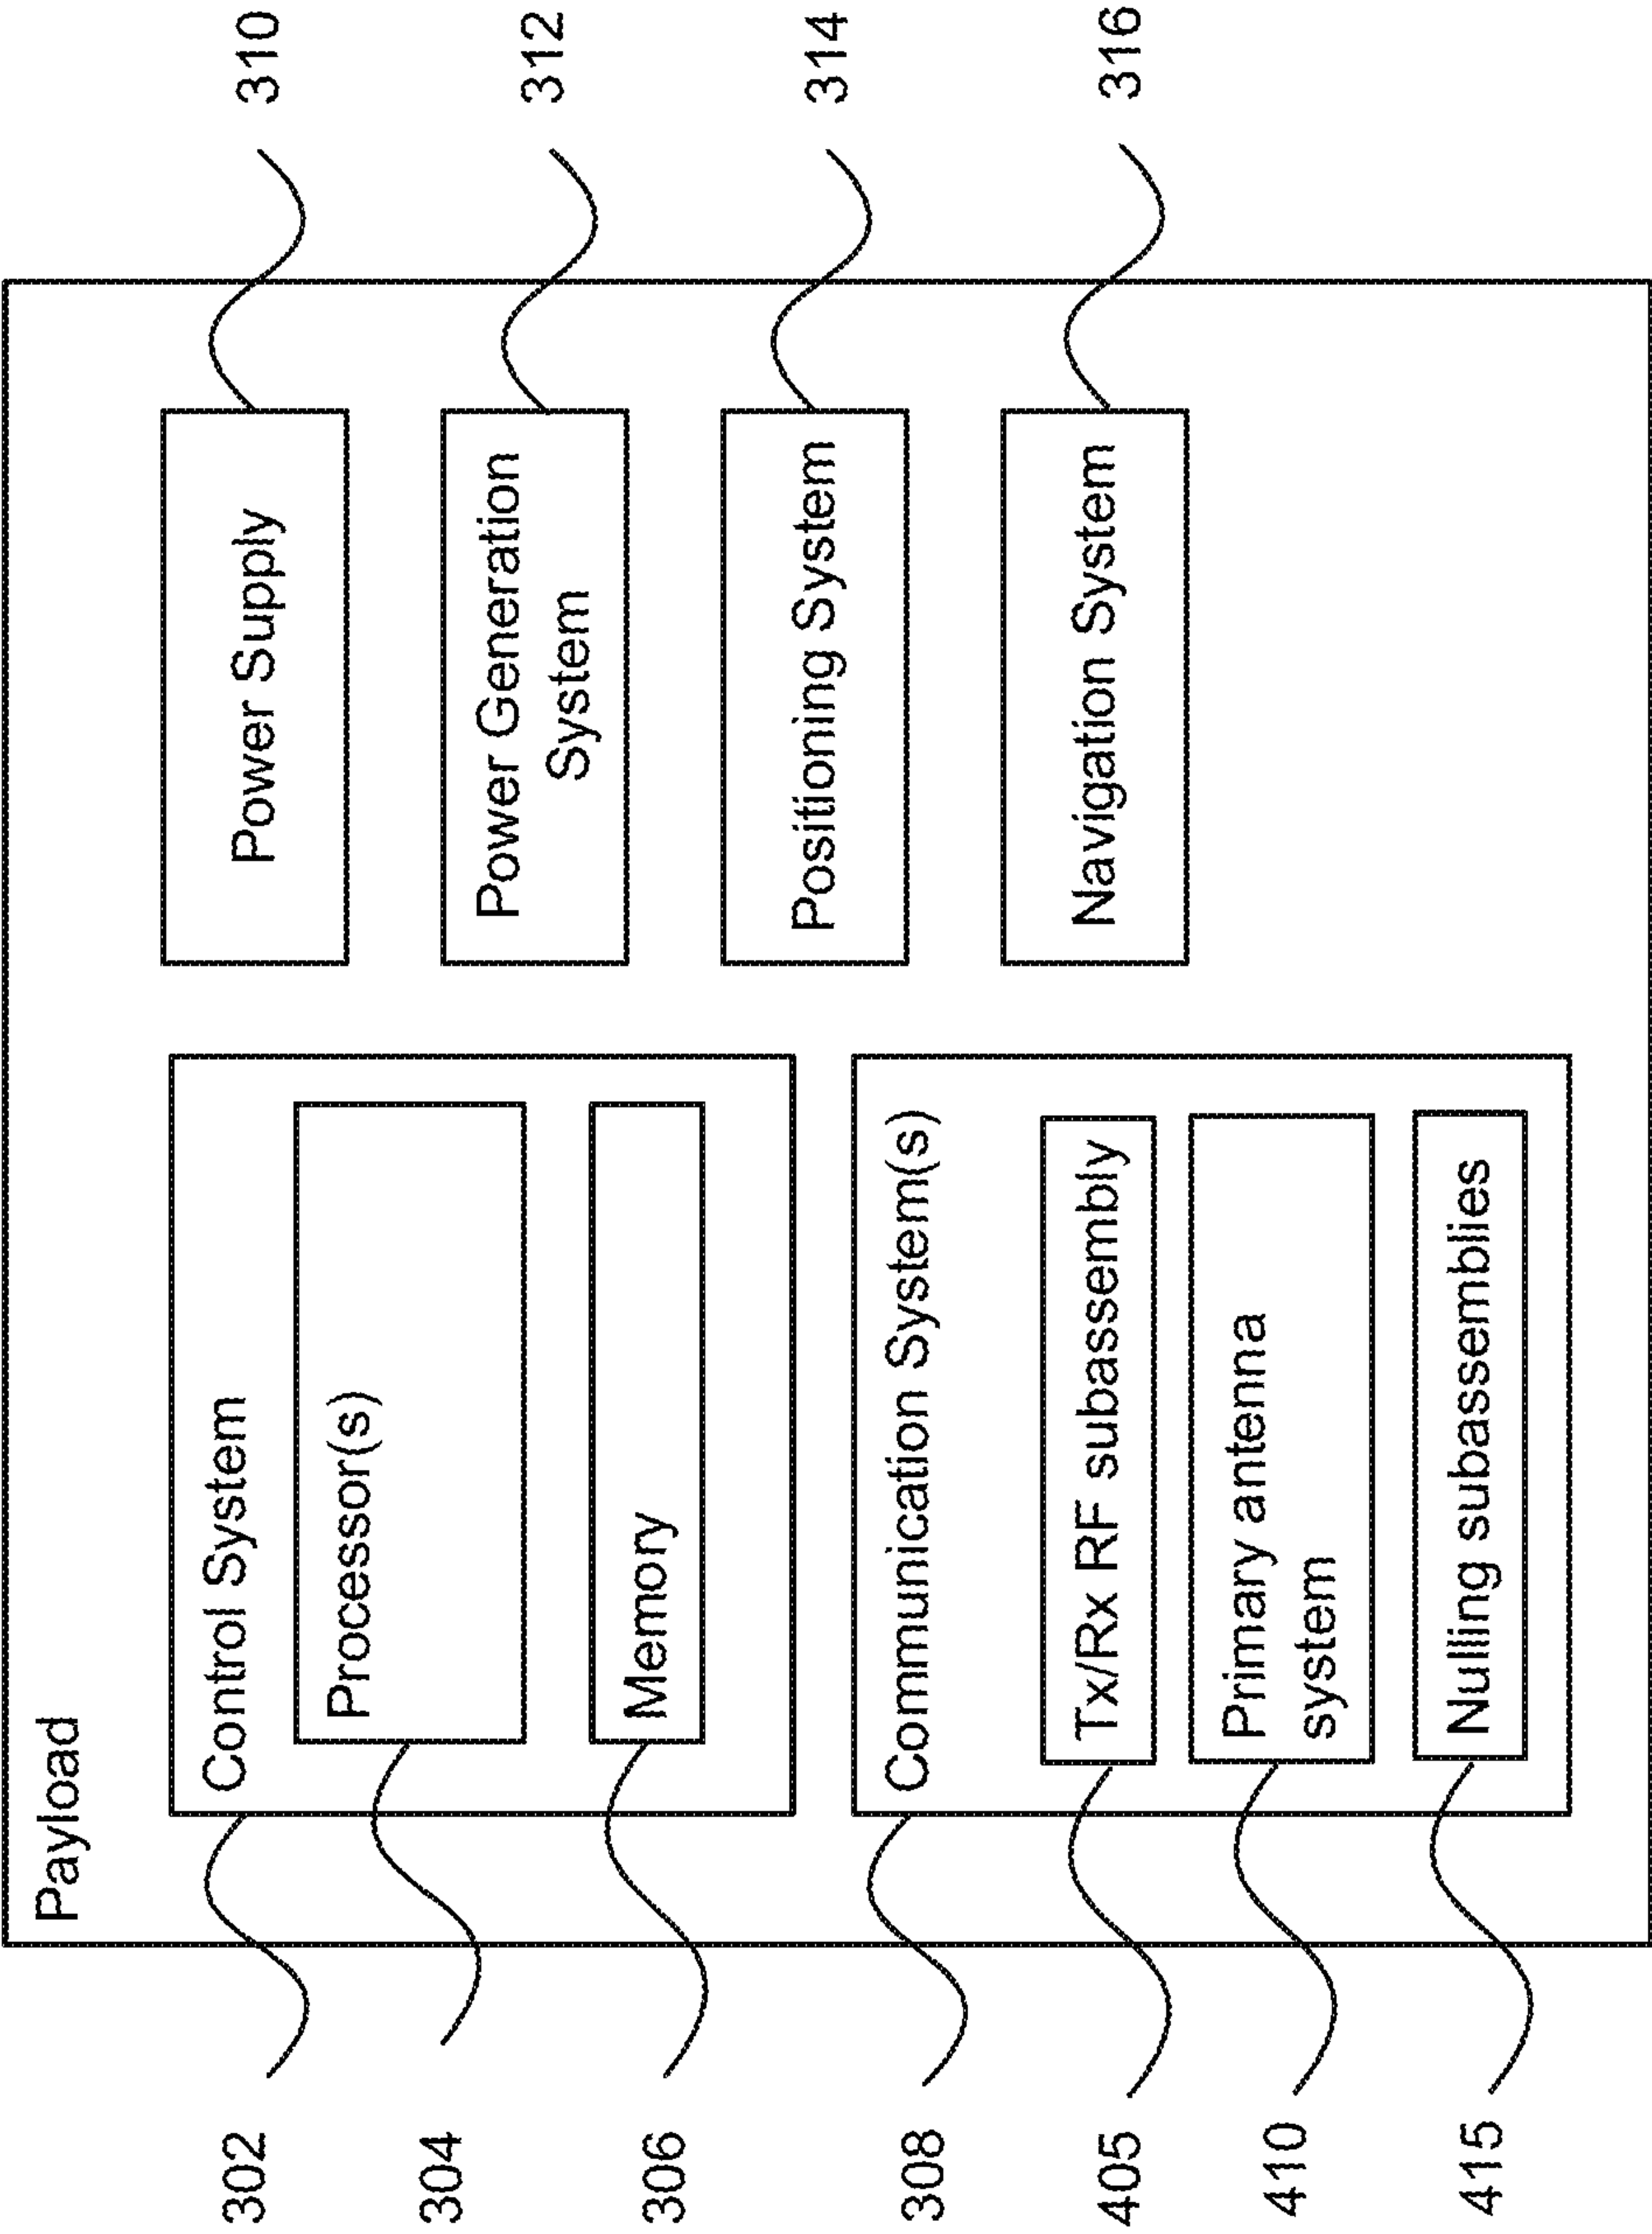 Payload
302
Control System
304
Processor(s)
306
Memory
308
Communication System(s)
405
Tx/Rx RF subassembly
410
Primary antenna
system
415
Nulling subassemblies
Power Supply
310
Power Generation
System
312
Positioning System
314
Navigation System
316